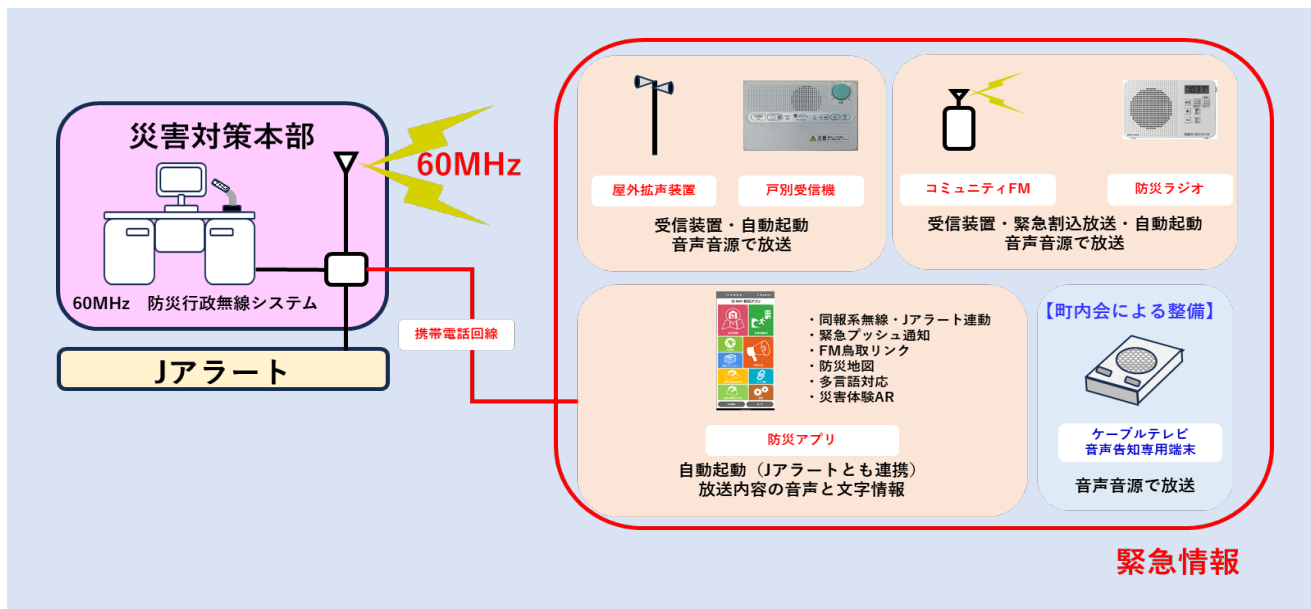 災害対策本部
60MHz
60MHz 防災行政無線システム
携帯電話回線
Jアラート
屋外拡声装置
戸別受信機
受信装置・自動起動
音声音源で放送
コミュニティFM
防災ラジオ
受信装置・緊急割込放送・自動起動
音声音源で放送
・同報系無線・Jアラート連動
・緊急プッシュ通知
・FM鳥取リンク
・防災地図
・多言語対応
・災害体験AR
防災アプリ
自動起動（Jアラートとも連携）
放送内容の音声と文字情報
【町内会による整備】
ケーブルテレビ
音声告知専用端末
音声音源で放送
緊急情報